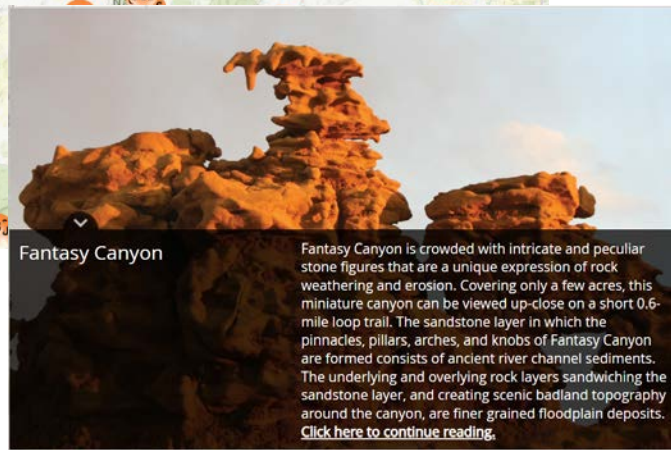 Fantasy Canyon
Fantasy Canyon is crowded with intricate and peculiar
stone figures that are a unique expression of rock
weathering and erosion. Covering only a few acres, this
miniature canyon can be viewed up-close on a short 0.6-
mile loop trail. The sandstone layer in which the
pinnacles, pillars, arches, and knobs of Fantasy Canyon
are formed consists of ancient river channel sediments.
The underlying and overlying rock layers sandwiching the
sandstone layer, and creating scenic badland topography
around the canyon, are finer grained floodplain deposits.
Click here to continue reading.